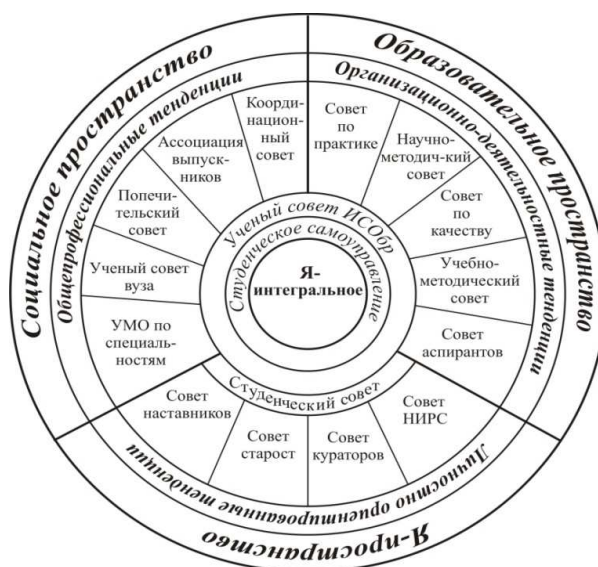 Социальное пространство
Образовательное пространство
Общепрофессиональные тенденции
Организационно-деятельностные тенденции
Коорди-
национ-
ный
совет
Ассоциация
выпуск-
ников
Попечи-
тельский
совет
Ученый совет
вуза
УМО по
специаль-
ностям
Совет
по
практике
Научно-
методич-кий
совет
Совет
по
качеству
Учебно-
методический
совет
Совет
аспирантов
Ученый совет ИСОбр
Студенческое самоуправление
Я-
интегральное
Студенческий совет
Совет
наставников
Совет
старост
Совет
кураторов
Совет
НИРС
Личностно ориентированные тенденции
Я-пространство